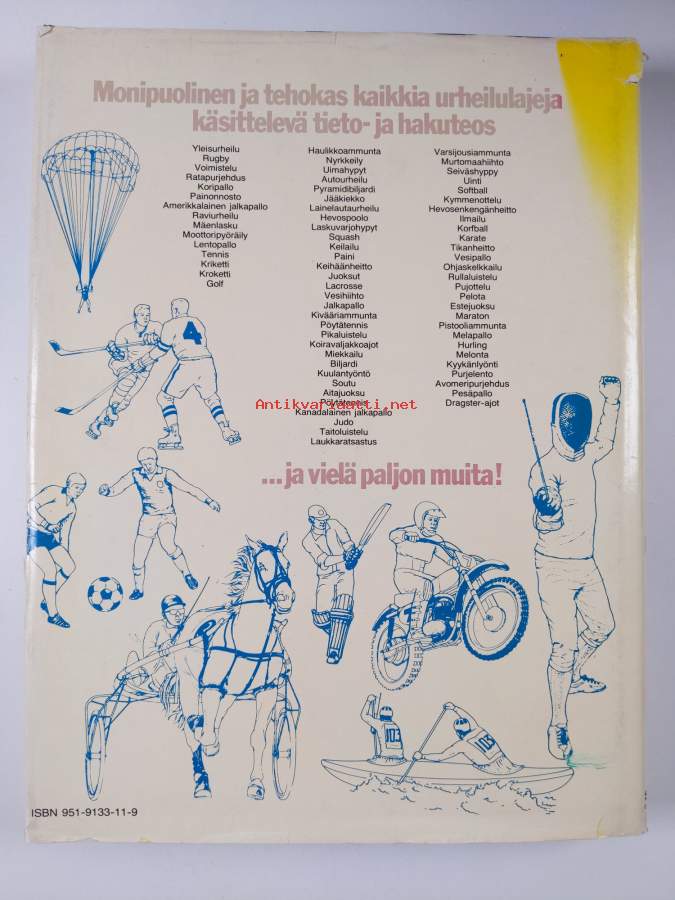 Monipuolinen ja tehokas kaikkia urheilulajeja
käsittelevä tieto- ja hakuteos
Yleisurheilu
Rugby
Voimistelu
Ratapurjehdus
Koripallo
Painonnosto
Amerikkalainen jalkapallo
Raviurheilu
Mäenlasku
Moottoripyöräily
Lentopallo
Tennis
Kriketti
Kroketti
Golf
Haulikkoammunta
Nyrkkeily
Uimahypyt
Autourheilu
Pyramidibiljardi
Jääkiekko
Lainelautaurheilu
Hevospoolo
Laskuvarjohypyt
Squash
Keilailu
Paini
Keihäänheitto
Juoksut
Lacrosse
Vesihiihto
Jalkapallo
Kivääriammunta
Pöytätennis
Pikaluistelu
Koiravaljakkoajot
Miekkailu
Biljardi
Kuulantyöntö
Soutu
Aitajuoksu
Pöytätennis
Kanadalainen jalkapallo
Judo
Taitoluistelu
Laukkaratsastus
Varsijousiammunta
Murtomaahiihto
Seiväshyppy
Uinti
Softball
Kymmenottelu
Hevosenkengänheitto
Ilmailu
Korfball
Karate
Tikanheitto
Vesipallo
Ohjaskelkkailu
Rullaluistelu
Pujottelu
Pelota
Estejuoksu
Maraton
Pistooliammunta
Melapallo
Hurling
Melonta
Kyykänlyönti
Purjelento
Avomeripurjehdus
Pesäpallo
Dragster-ajot
Antikvariaatti.net
...ja vielä paljon muita!
4
173
103
ISBN 951-9133-11-9